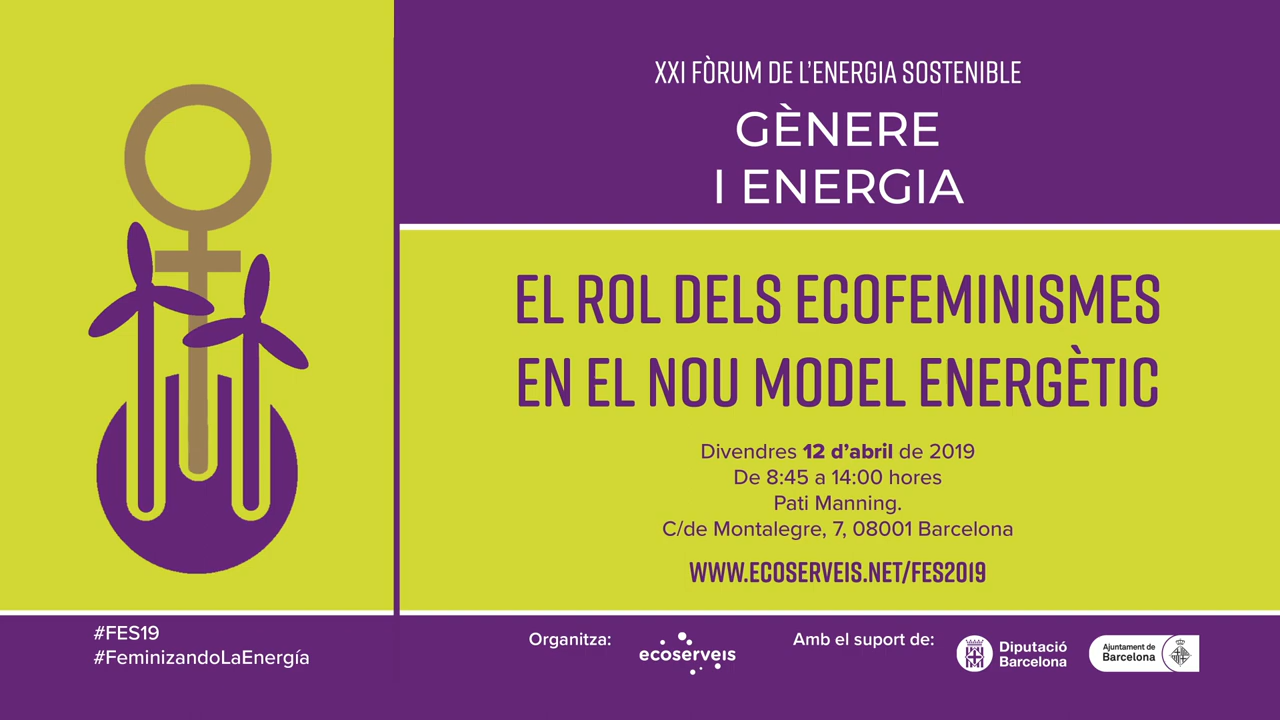 XXI FÒRUM DE L'ENERGIA SOSTENIBLE
GÈNERE
I ENERGIA
EL ROL DELS ECOFEMINISMES
EN EL NOU MODEL ENERGÈTIC
Divendres 12 d'abril de 2019
De 8:45 a 14:00 hores
Pati Manning.
C/de Montalegre, 7, 08001 Barcelona
WWW.ECOSERVEIS.NET/FES2019
#FES19
#FeminizandoLaEnergía
Organitza:
ecoserveis
Amb el suport de:
Diputació
Barcelona
Ajuntament de
Barcelona